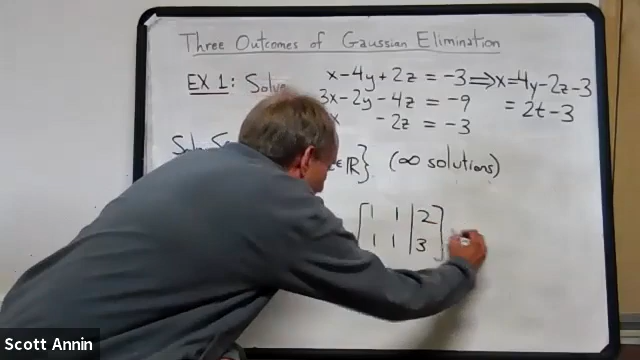 Three Outcomes of Gaussian Elimination
EX 1: Solve x-4y+2z = -3 ⟹ x=4y-2z-3
3x-2y-4z = -9 = 2t-3
x -2z = -3
∈ℝ} (∞ solutions)
[1 1 | 2]
[1 1 | 3]
Scott Annin